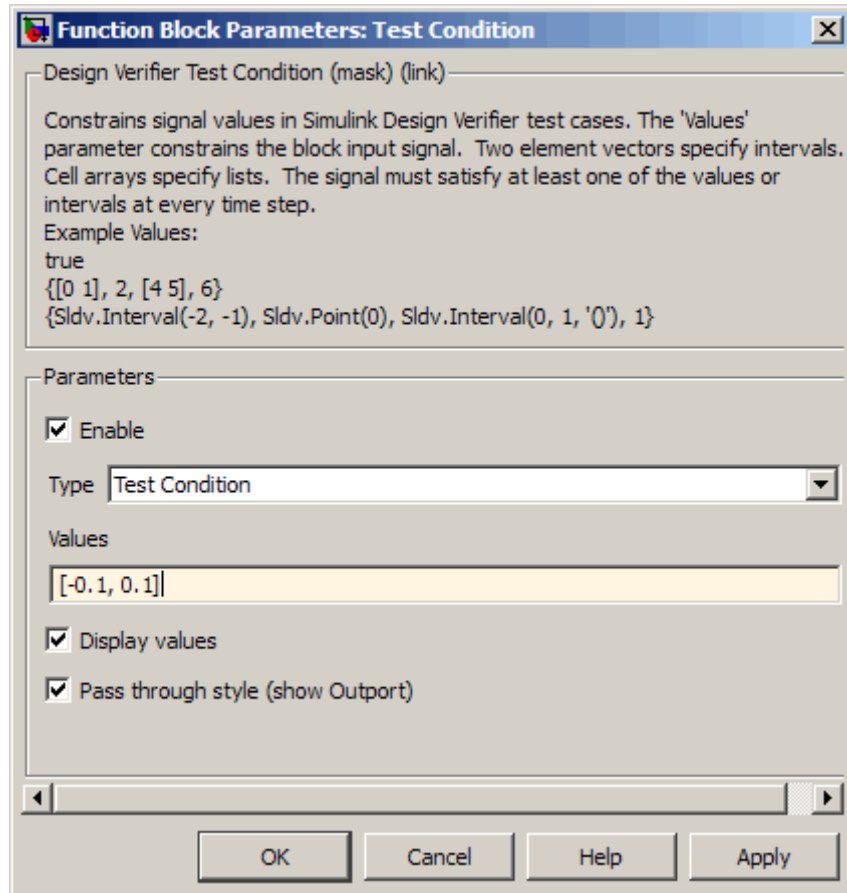 Function Block Parameters: Test Condition
Design Verifier Test Condition (mask) (link)
Constrains signal values in Simulink Design Verifier test cases. The 'Values'
parameter constrains the block input signal.  Two element vectors specify intervals.
Cell arrays specify lists.  The signal must satisfy at least one of the values or
intervals at every time step.
Example Values:
true
{[0 1], 2, [4 5], 6}
{Sldv.Interval(-2, -1), Sldv.Point(0), Sldv.Interval(0, 1, '()'), 1}
Parameters
Enable
Type Test Condition
Values
[-0.1, 0.1]
Display values
Pass through style (show Outport)
OK Cancel Help Apply